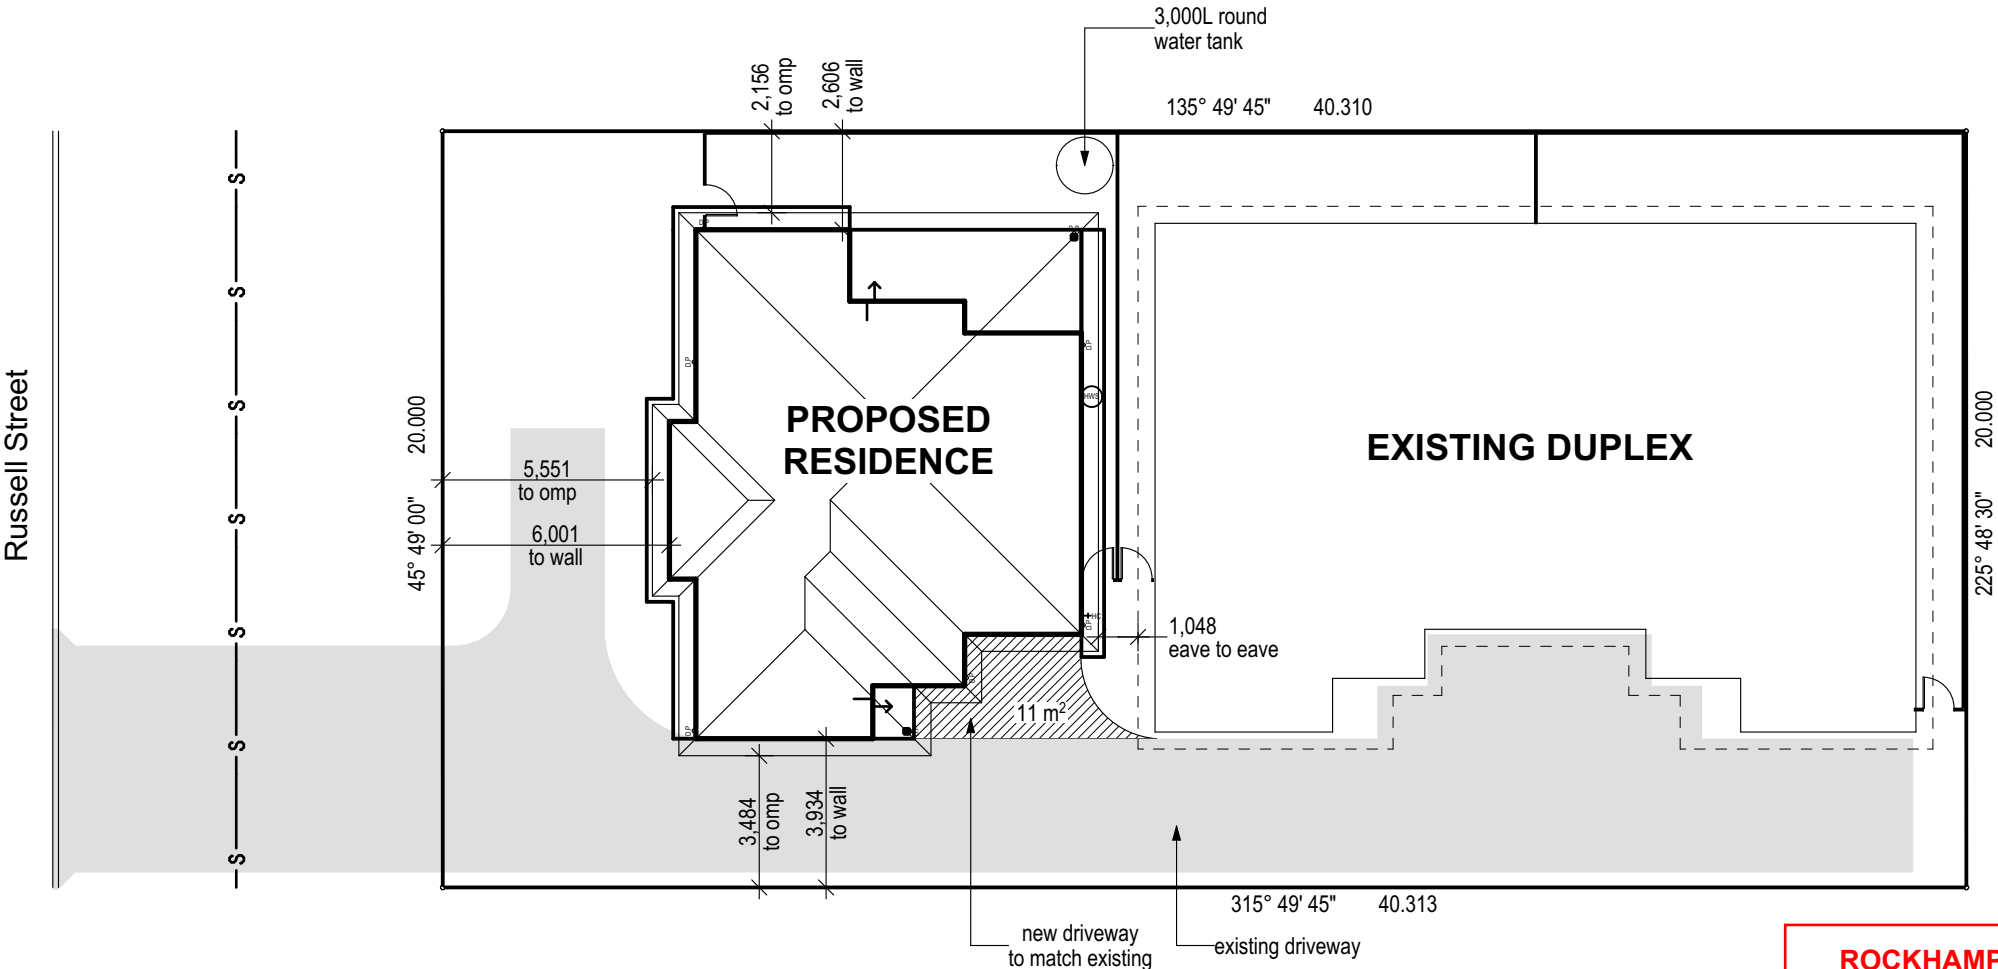 3,000L round
water tank
2,156
to omp
2,606
to wall
135° 49' 45" 40.310
S
S
S
S
S
S
S
Russell Street
45° 49' 00" 20.000
5,551
to omp
6,001
to wall
PROPOSED
RESIDENCE
EXISTING DUPLEX
225° 48' 30" 20.000
D.P
D.P
D.P
D.P
HWS
D.P
HC
D.P
D.P
1,048
eave to eave
11 m²
3,484
to omp
3,934
to wall
315° 49' 45" 40.313
new driveway
to match existing
existing driveway
ROCKHAMP